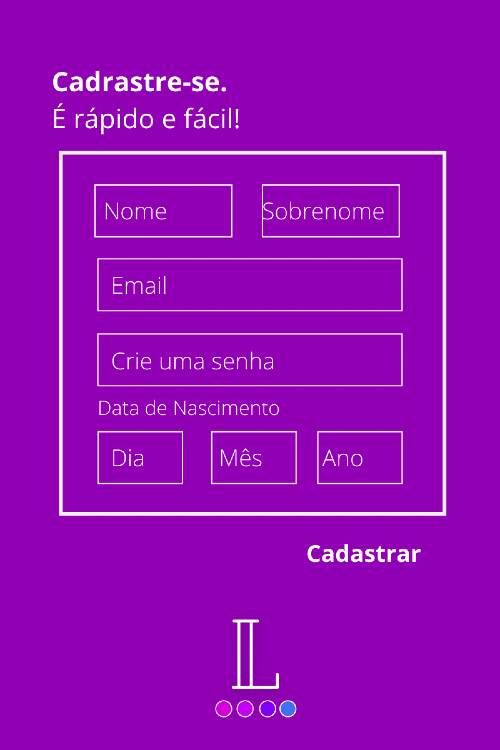 Cadrastre-se.
É rápido e fácil!
Nome Sobrenome
Email
Crie uma senha
Data de Nascimento
Dia Mês Ano
Cadastrar
L